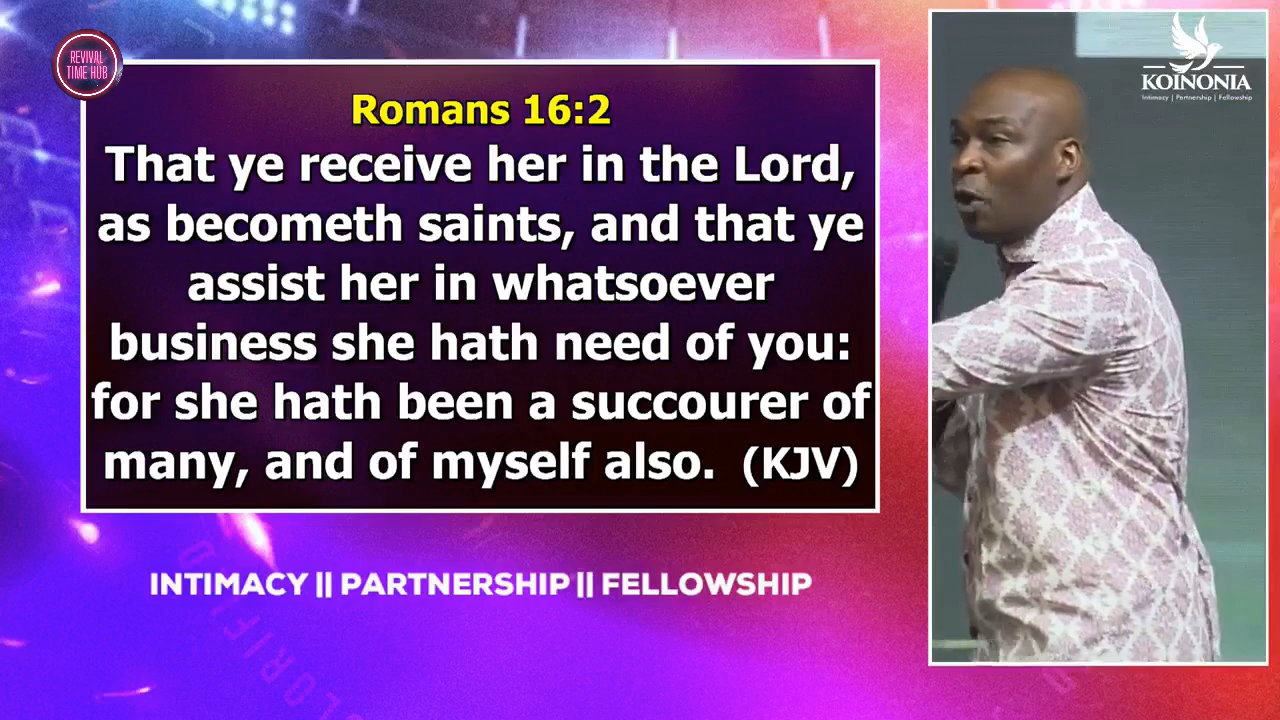 REVIVAL
TIME HUB
Romans 16:2
That ye receive her in the Lord,
as becometh saints, and that ye
assist her in whatsoever
business she hath need of you:
for she hath been a succourer of
many, and of myself also. (KJV)
INTIMACY || PARTNERSHIP || FELLOWSHIP
KOINONIA
Intimacy | Partnership | Fellowship